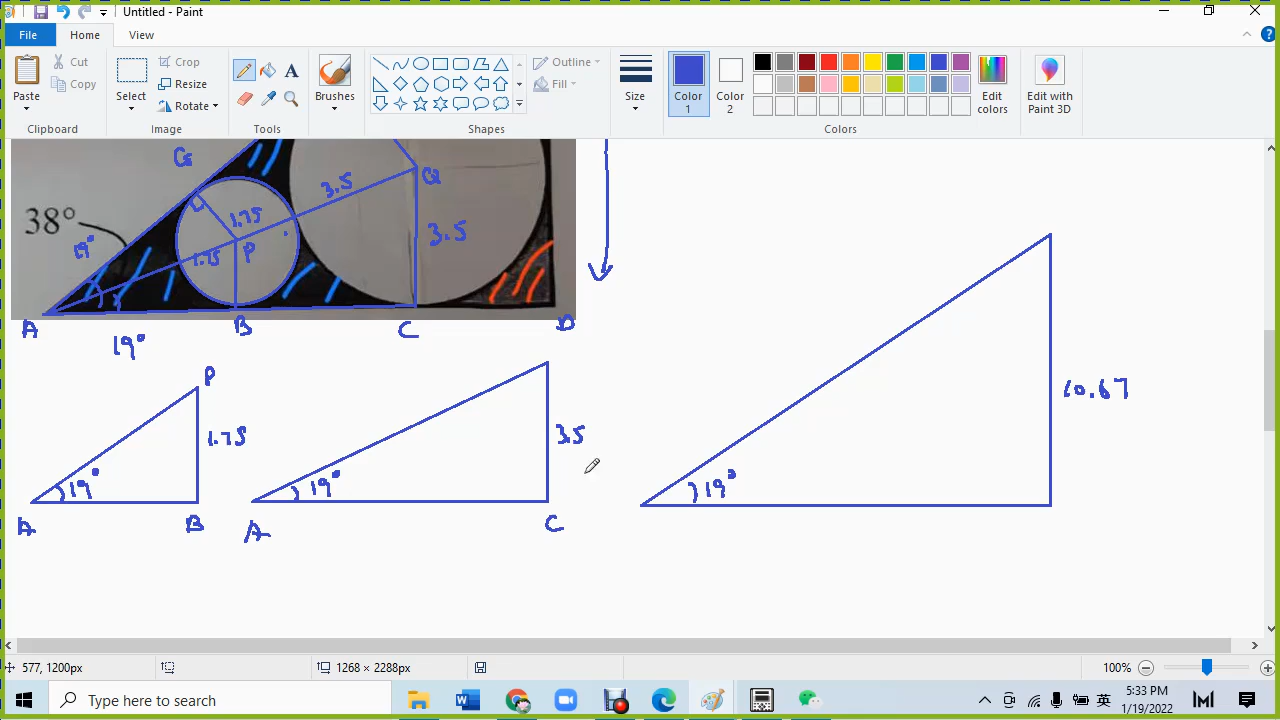 Untitled - Paint
File Home View
Paste Cut Copy Select Crop Resize Rotate Brushes Outline Fill Size Color 1 Color 2 Edit colors Edit with Paint 3D
Clipboard Image Tools Shapes Colors
G
Q
3.5
1.75
38°
19°
3.5
P
1.75
A B C D
19°
P
1.75
3.5
10.67
19°
19°
19°
A B
A C
577, 1200px
1268 × 2288px
100%
Type here to search
英
5:33 PM
1/19/2022